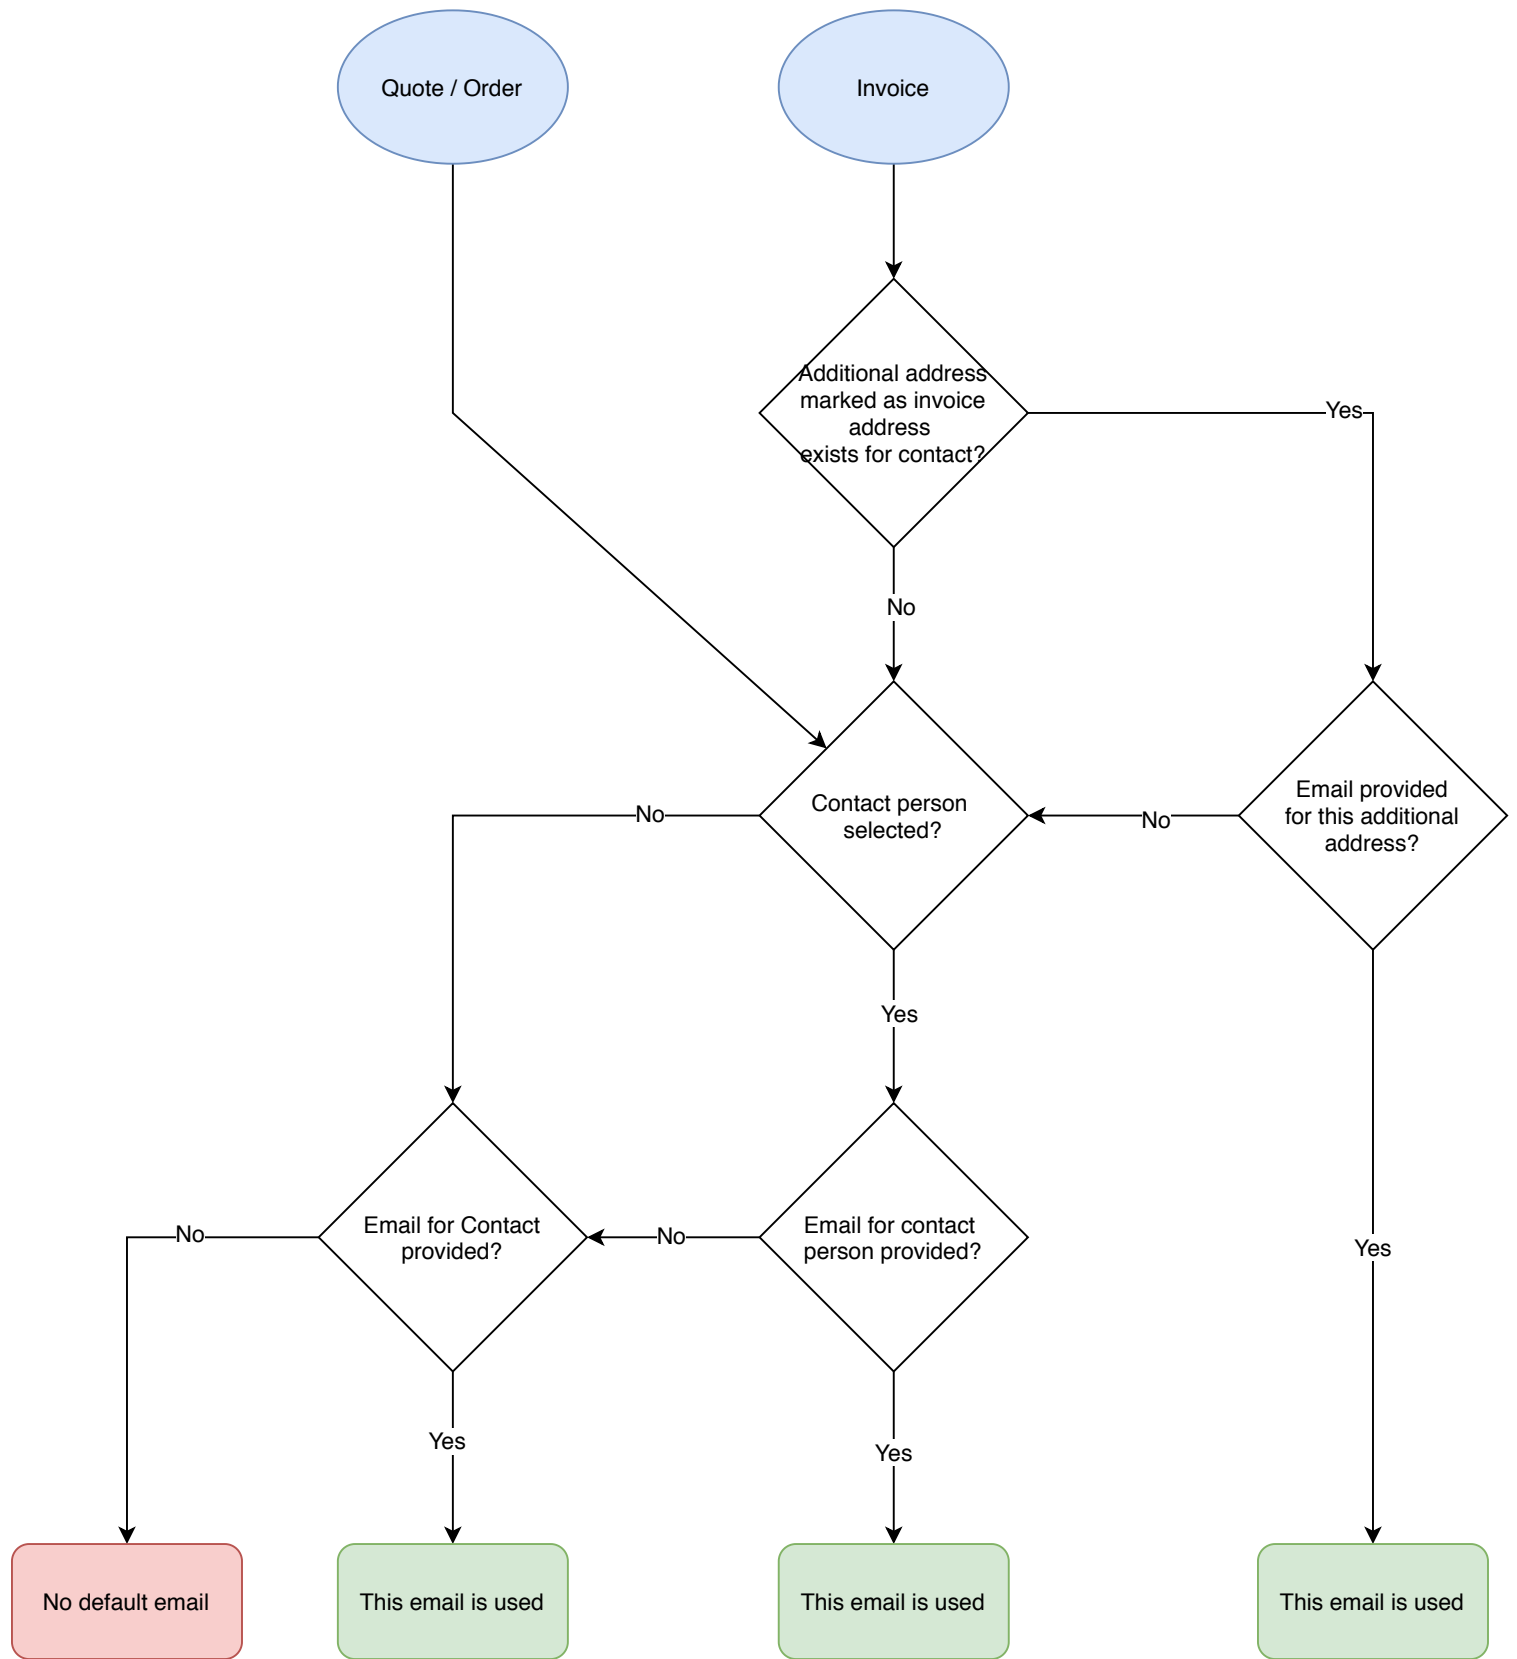 Quote / Order
Invoice
Additional address
marked as invoice
address
exists for contact?
Yes
No
Contact person
selected?
Email provided
for this additional
address?
No
No
Yes
Email for Contact
provided?
Email for contact
person provided?
No
No
Yes
Yes
Yes
No default email
This email is used
This email is used
This email is used